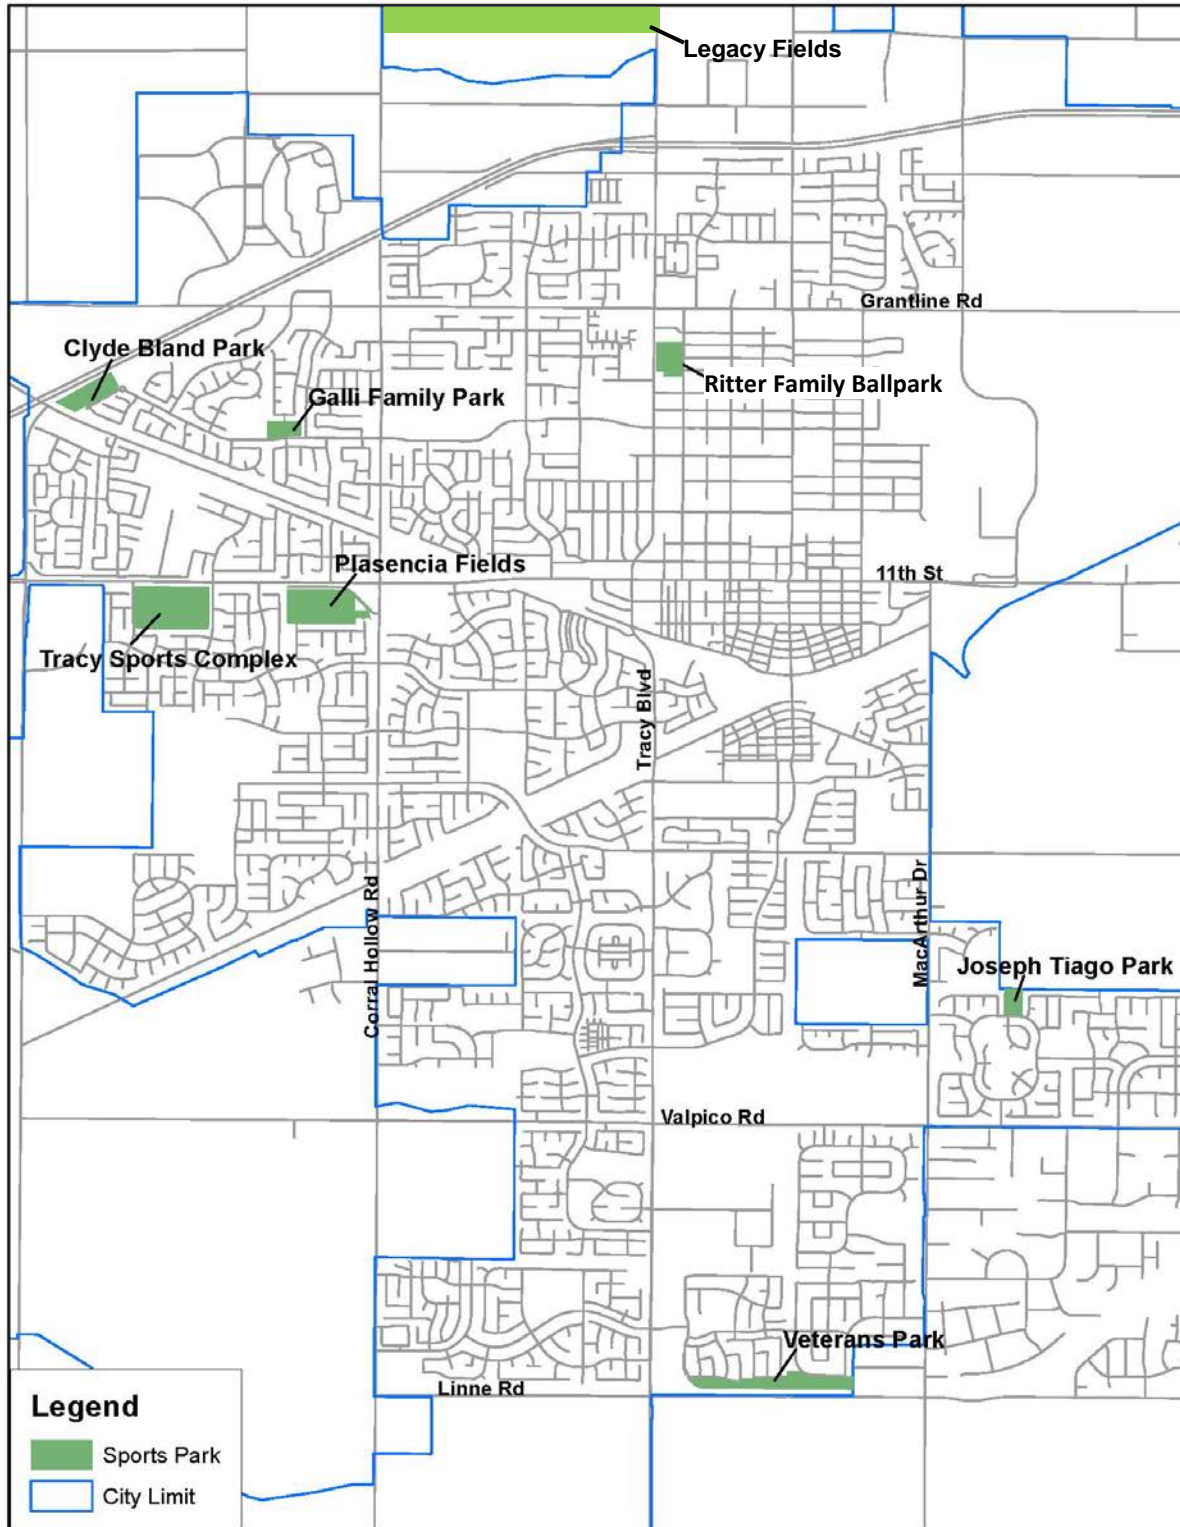 Legacy Fields
Grantline Rd
Clyde Bland Park
Ritter Family Ballpark
Galli Family Park
Plasencia Fields
11th St
Tracy Sports Complex
Tracy Blvd
Corral Hollow Rd
MacArthur Dr
Joseph Tiago Park
Valpico Rd
Veterans Park
Linne Rd
Legend
Sports Park
City Limit